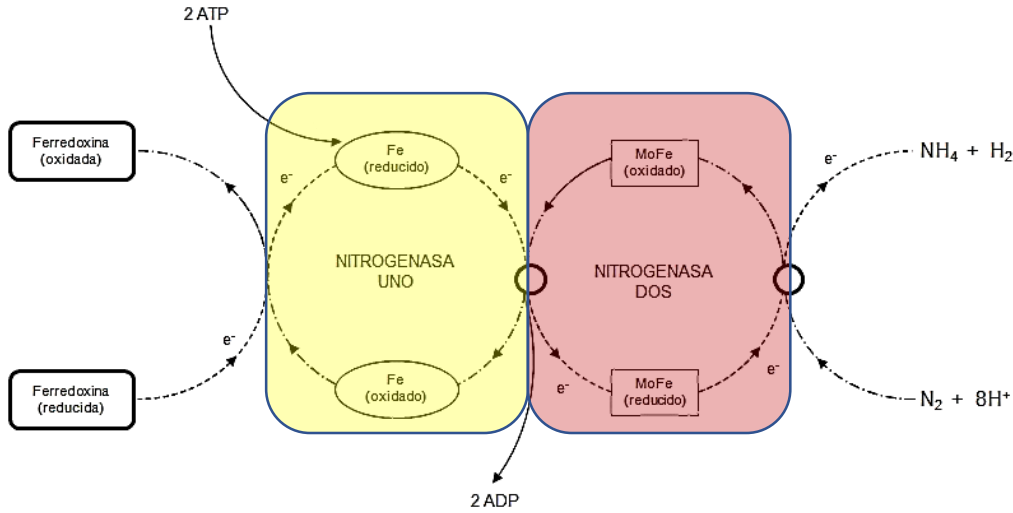 2 ATP
Ferredoxina
(oxidada)
Fe
(reducido)
MoFe
(oxidado)
e-
NH4 + H2
e-
e-
NITROGENASA
UNO
NITROGENASA
DOS
e-
e-
e-
Ferredoxina
(reducida)
Fe
(oxidado)
MoFe
(reducido)
N2 + 8H+
2 ADP